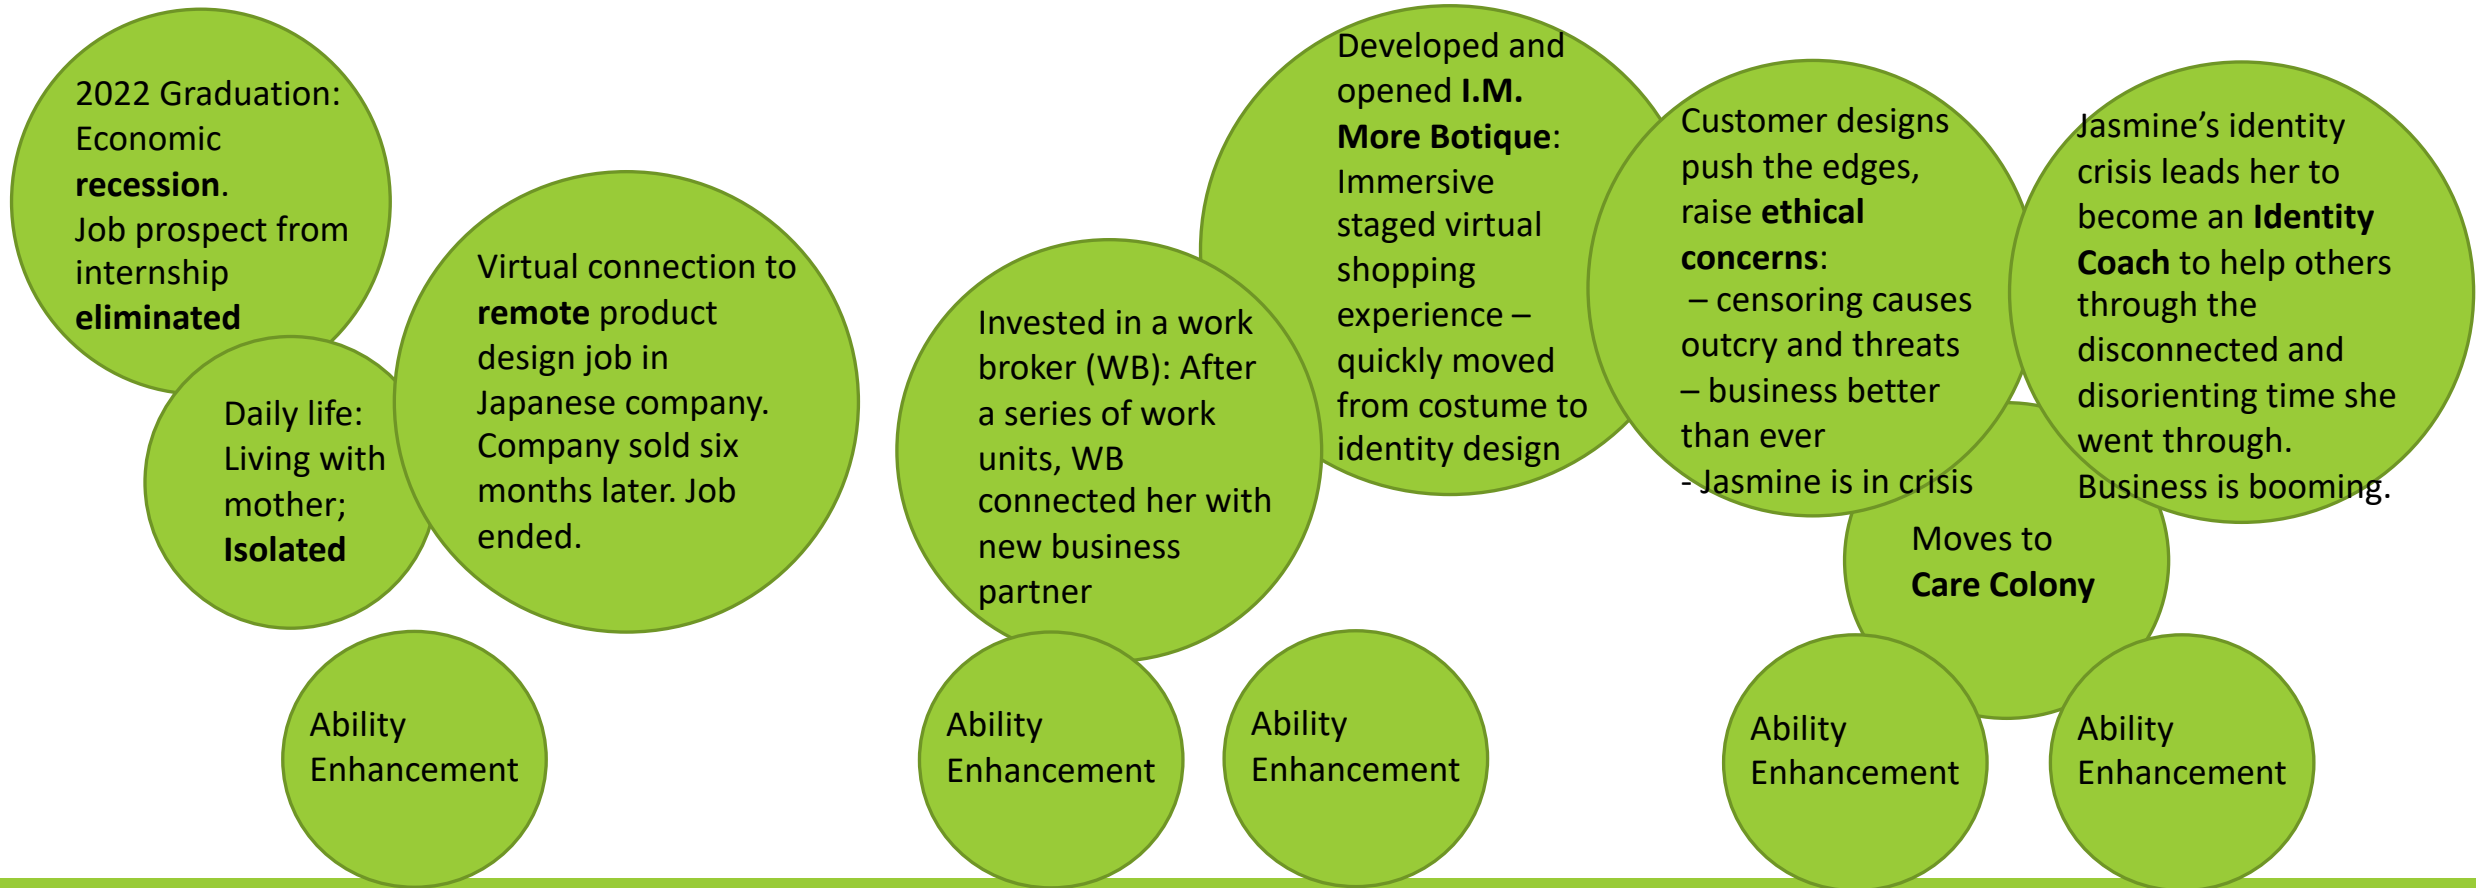 2022 Graduation:
Economic
recession.
Job prospect from
internship
eliminated
Daily life:
Living with
mother;
Isolated
Virtual connection to
remote product
design job in
Japanese company.
Company sold six
months later. Job
ended.
Invested in a work
broker (WB): After
a series of work
units, WB
connected her with
new business
partner
Developed and
opened I.M.
More Botique:
Immersive
staged virtual
shopping
experience –
quickly moved
from costume to
identity design
Customer designs
push the edges,
raise ethical
concerns:
– censoring causes
outcry and threats
– business better
than ever
- Jasmine is in crisis
Jasmine’s identity
crisis leads her to
become an Identity
Coach to help others
through the
disconnected and
disorienting time she
went through.
Business is booming.
Moves to
Care Colony
Ability
Enhancement
Ability
Enhancement
Ability
Enhancement
Ability
Enhancement
Ability
Enhancement